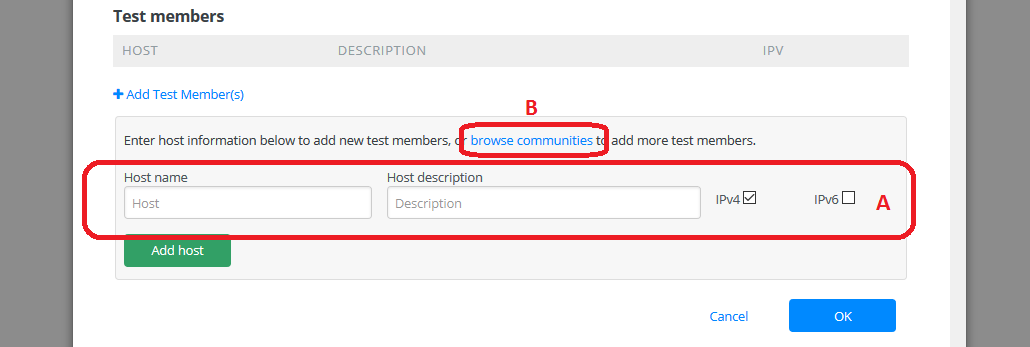 Test members
HOST DESCRIPTION IPV
+ Add Test Member(s)
B
Enter host information below to add new test members, or browse communities to add more test members.
Host name Host description
Host Description IPv4 IPv6 A
Add host
Cancel OK